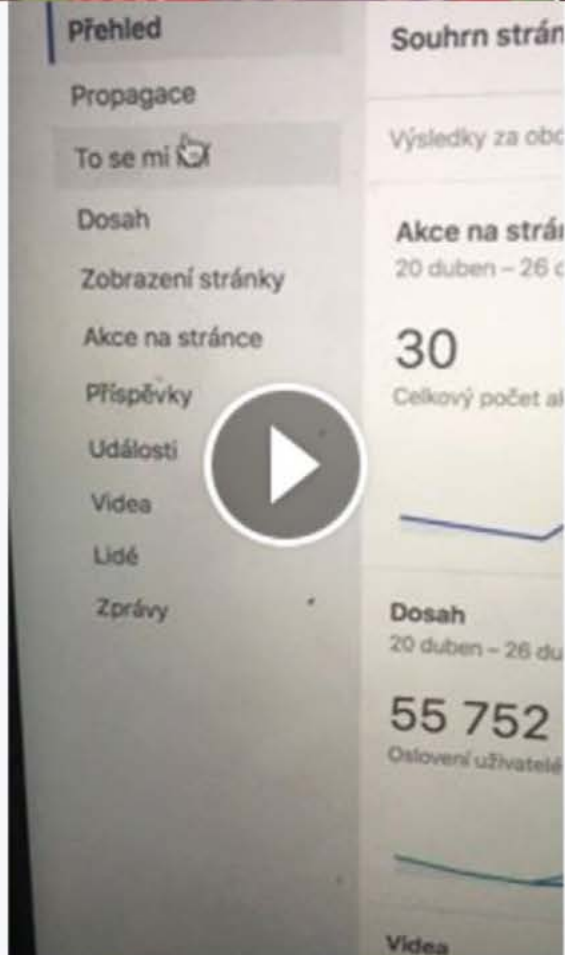 Přehled
Propagace
To se mi
Dosah
Zobrazení stránky
Akce na stránce
Příspěvky
Události
Videa
Lidé
Zprávy
Souhrn strán
Výsledky za obd
Akce na strán
20 duben – 26 d
30
Celkový počet ak
Dosah
20 duben – 26 du
55 752
Oslovení uživatelé
Videa